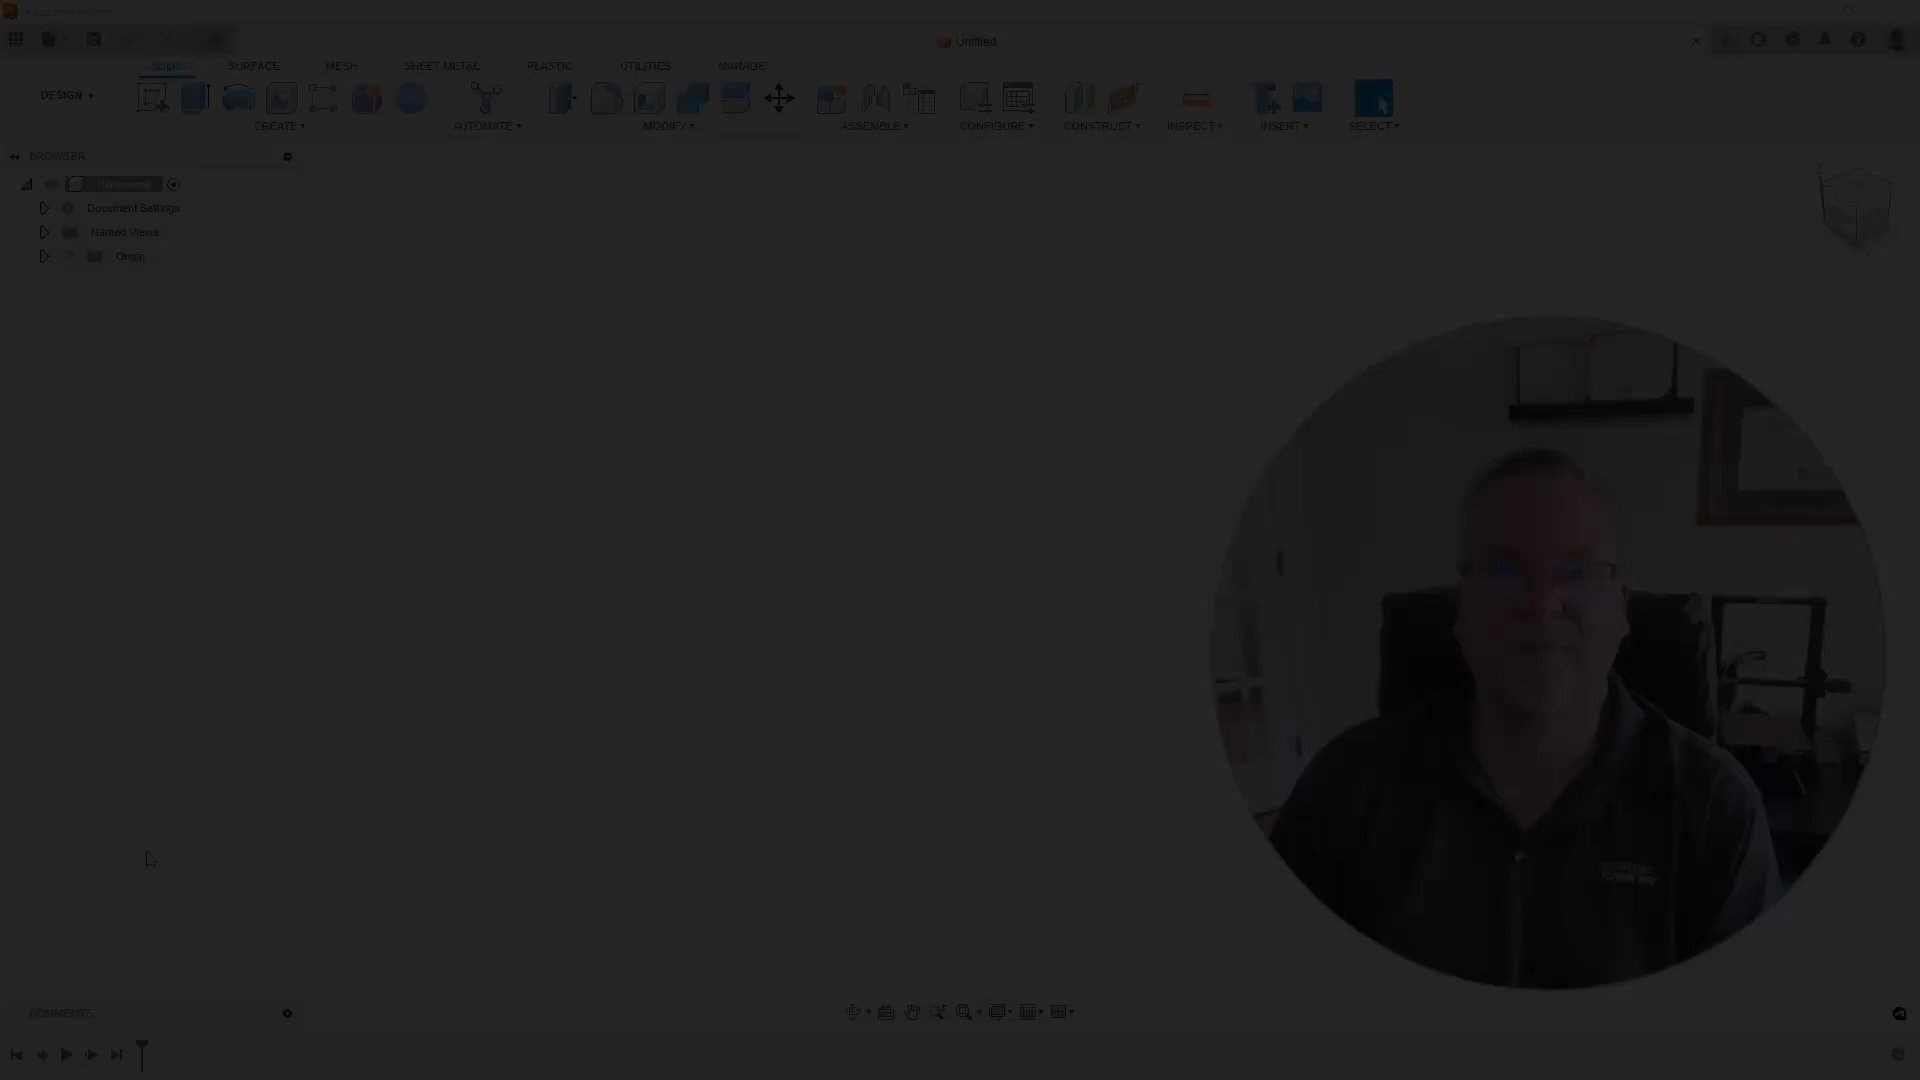 Untitled
SOLID SURFACE MESH SHEET METAL PLASTIC UTILITIES MANAGE
DESIGN
CREATE AUTOMATE MODIFY ASSEMBLE CONFIGURE CONSTRUCT INSPECT INSERT SELECT
BROWSER
(Unsaved)
Document Settings
Named Views
Origin
COMMENTS